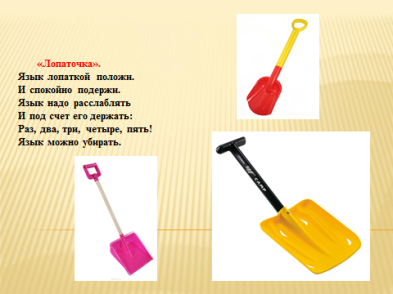 «Лопаточка».
Язык лопаткой положи.
И спокойно подержи.
Язык надо расслаблять
И под счет его держать:
Раз, два, три, четыре, пять!
Язык можно убирать.